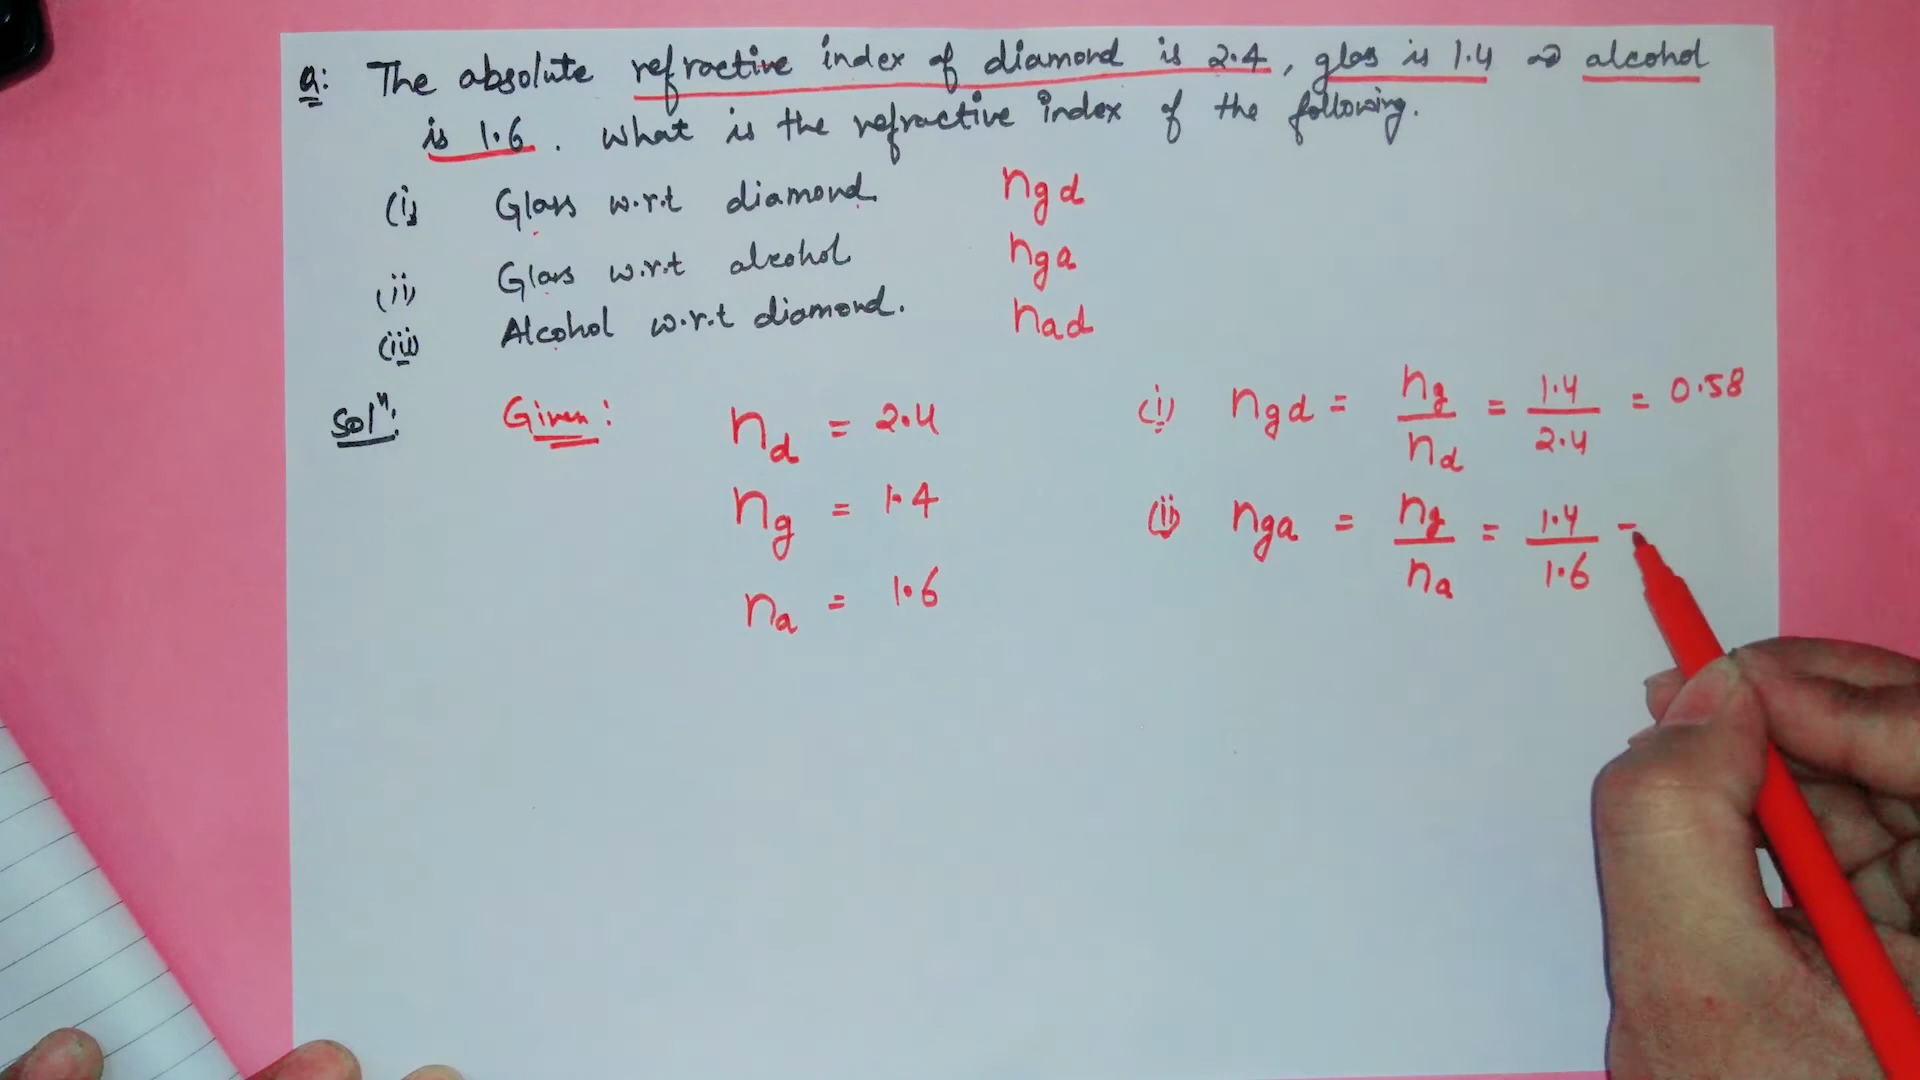 Q: The absolute refractive index of diamond is 2.4, glas is 1.4 alcohol
is 1.6. What is the refractive index of the following.
(i) Glass w.r.t diamond ngd
(ii) Glass w.r.t alcohol nga
(iii) Alcohol w.r.t diamond. nad
Solⁿ: Given: nd = 2.4
ng = 1.4
na = 1.6
(i) ngd = ng/nd = 1.4/2.4 = 0.58
(ii) nga = ng/na = 1.4/1.6 -